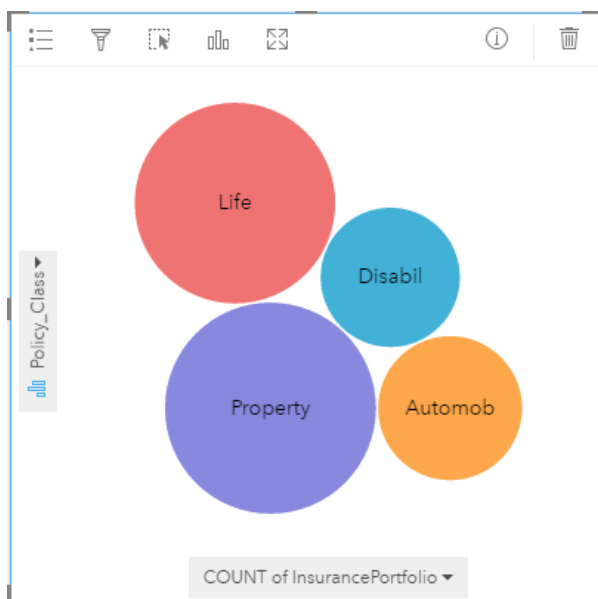 Life
Disabil
Policy_Class
Property
Automob
COUNT of InsurancePortfolio